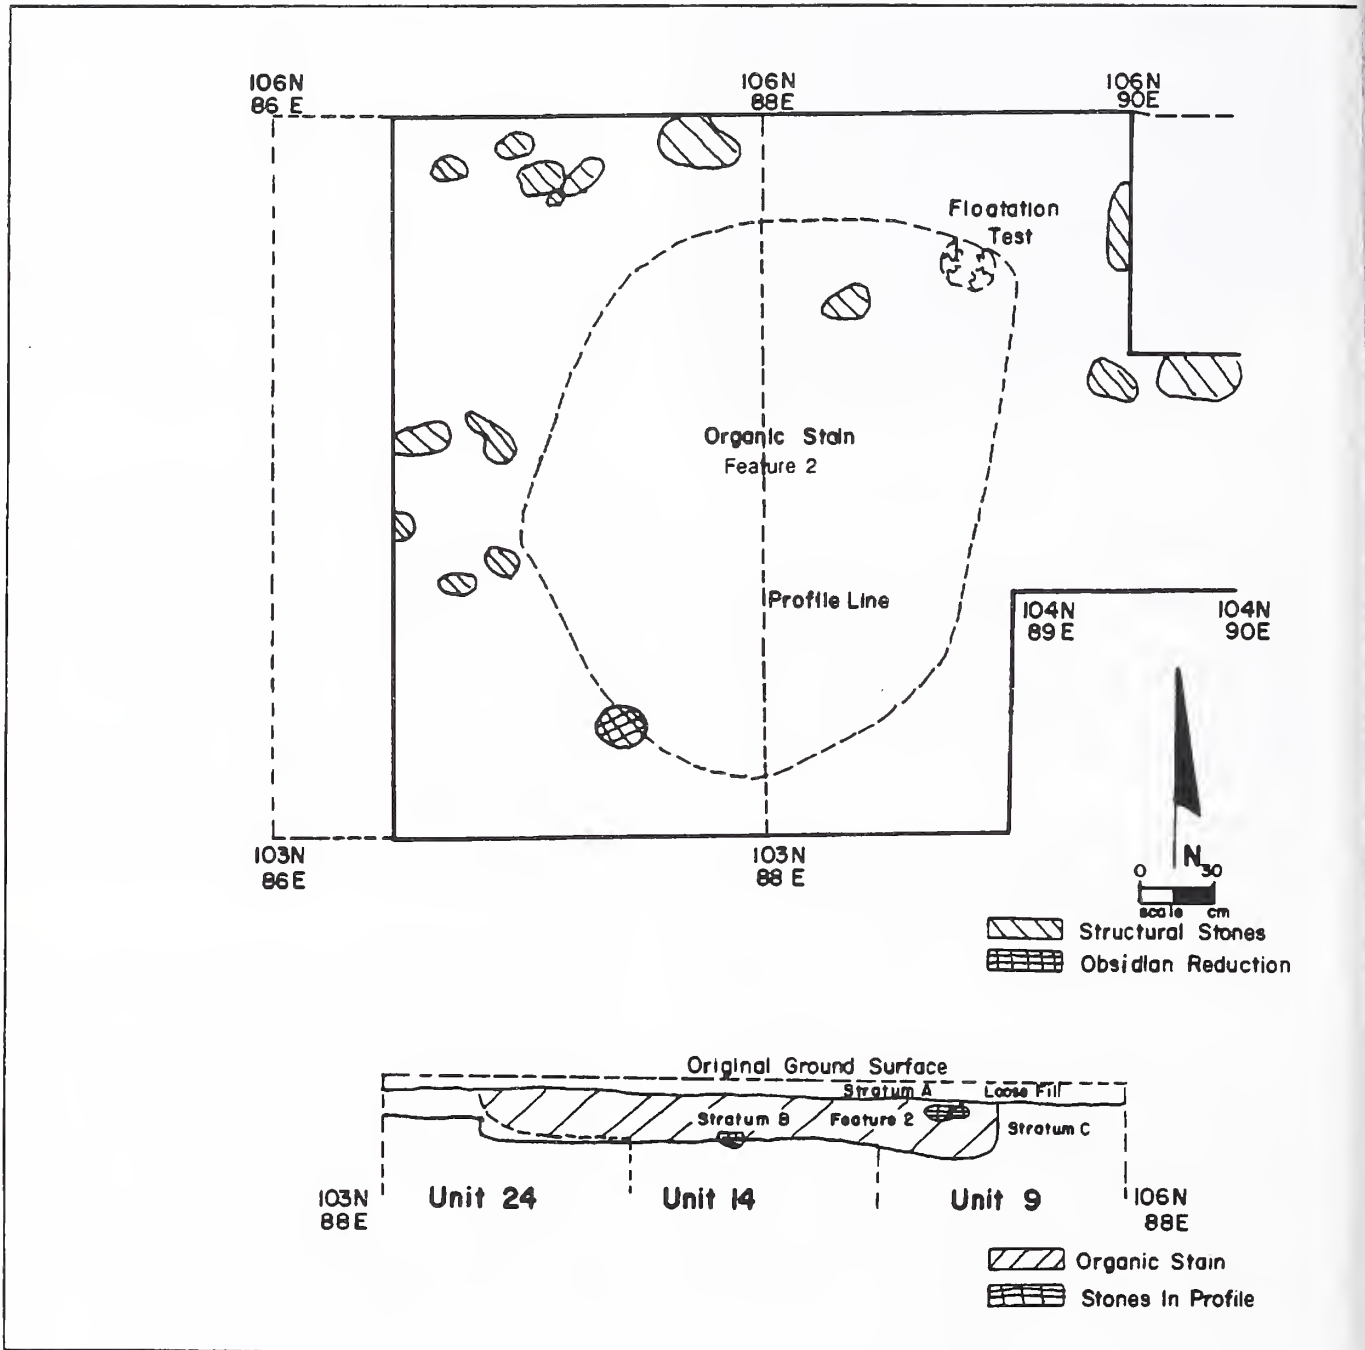 106N
86 E
106N
88E
106N
90E
Floatation
Test
Organic Stain
Feature 2
Profile Line
104N
89 E
104N
90E
103N
86E
103N
88 E
N
0 30
scale cm
Structural Stones
Obsidian Reduction
Original Ground Surface
Stratum A Loose Fill
Stratum B Feature 2
Stratum C
103N
88E
Unit 24 Unit 14 Unit 9
106N
88E
Organic Stain
Stones In Profile